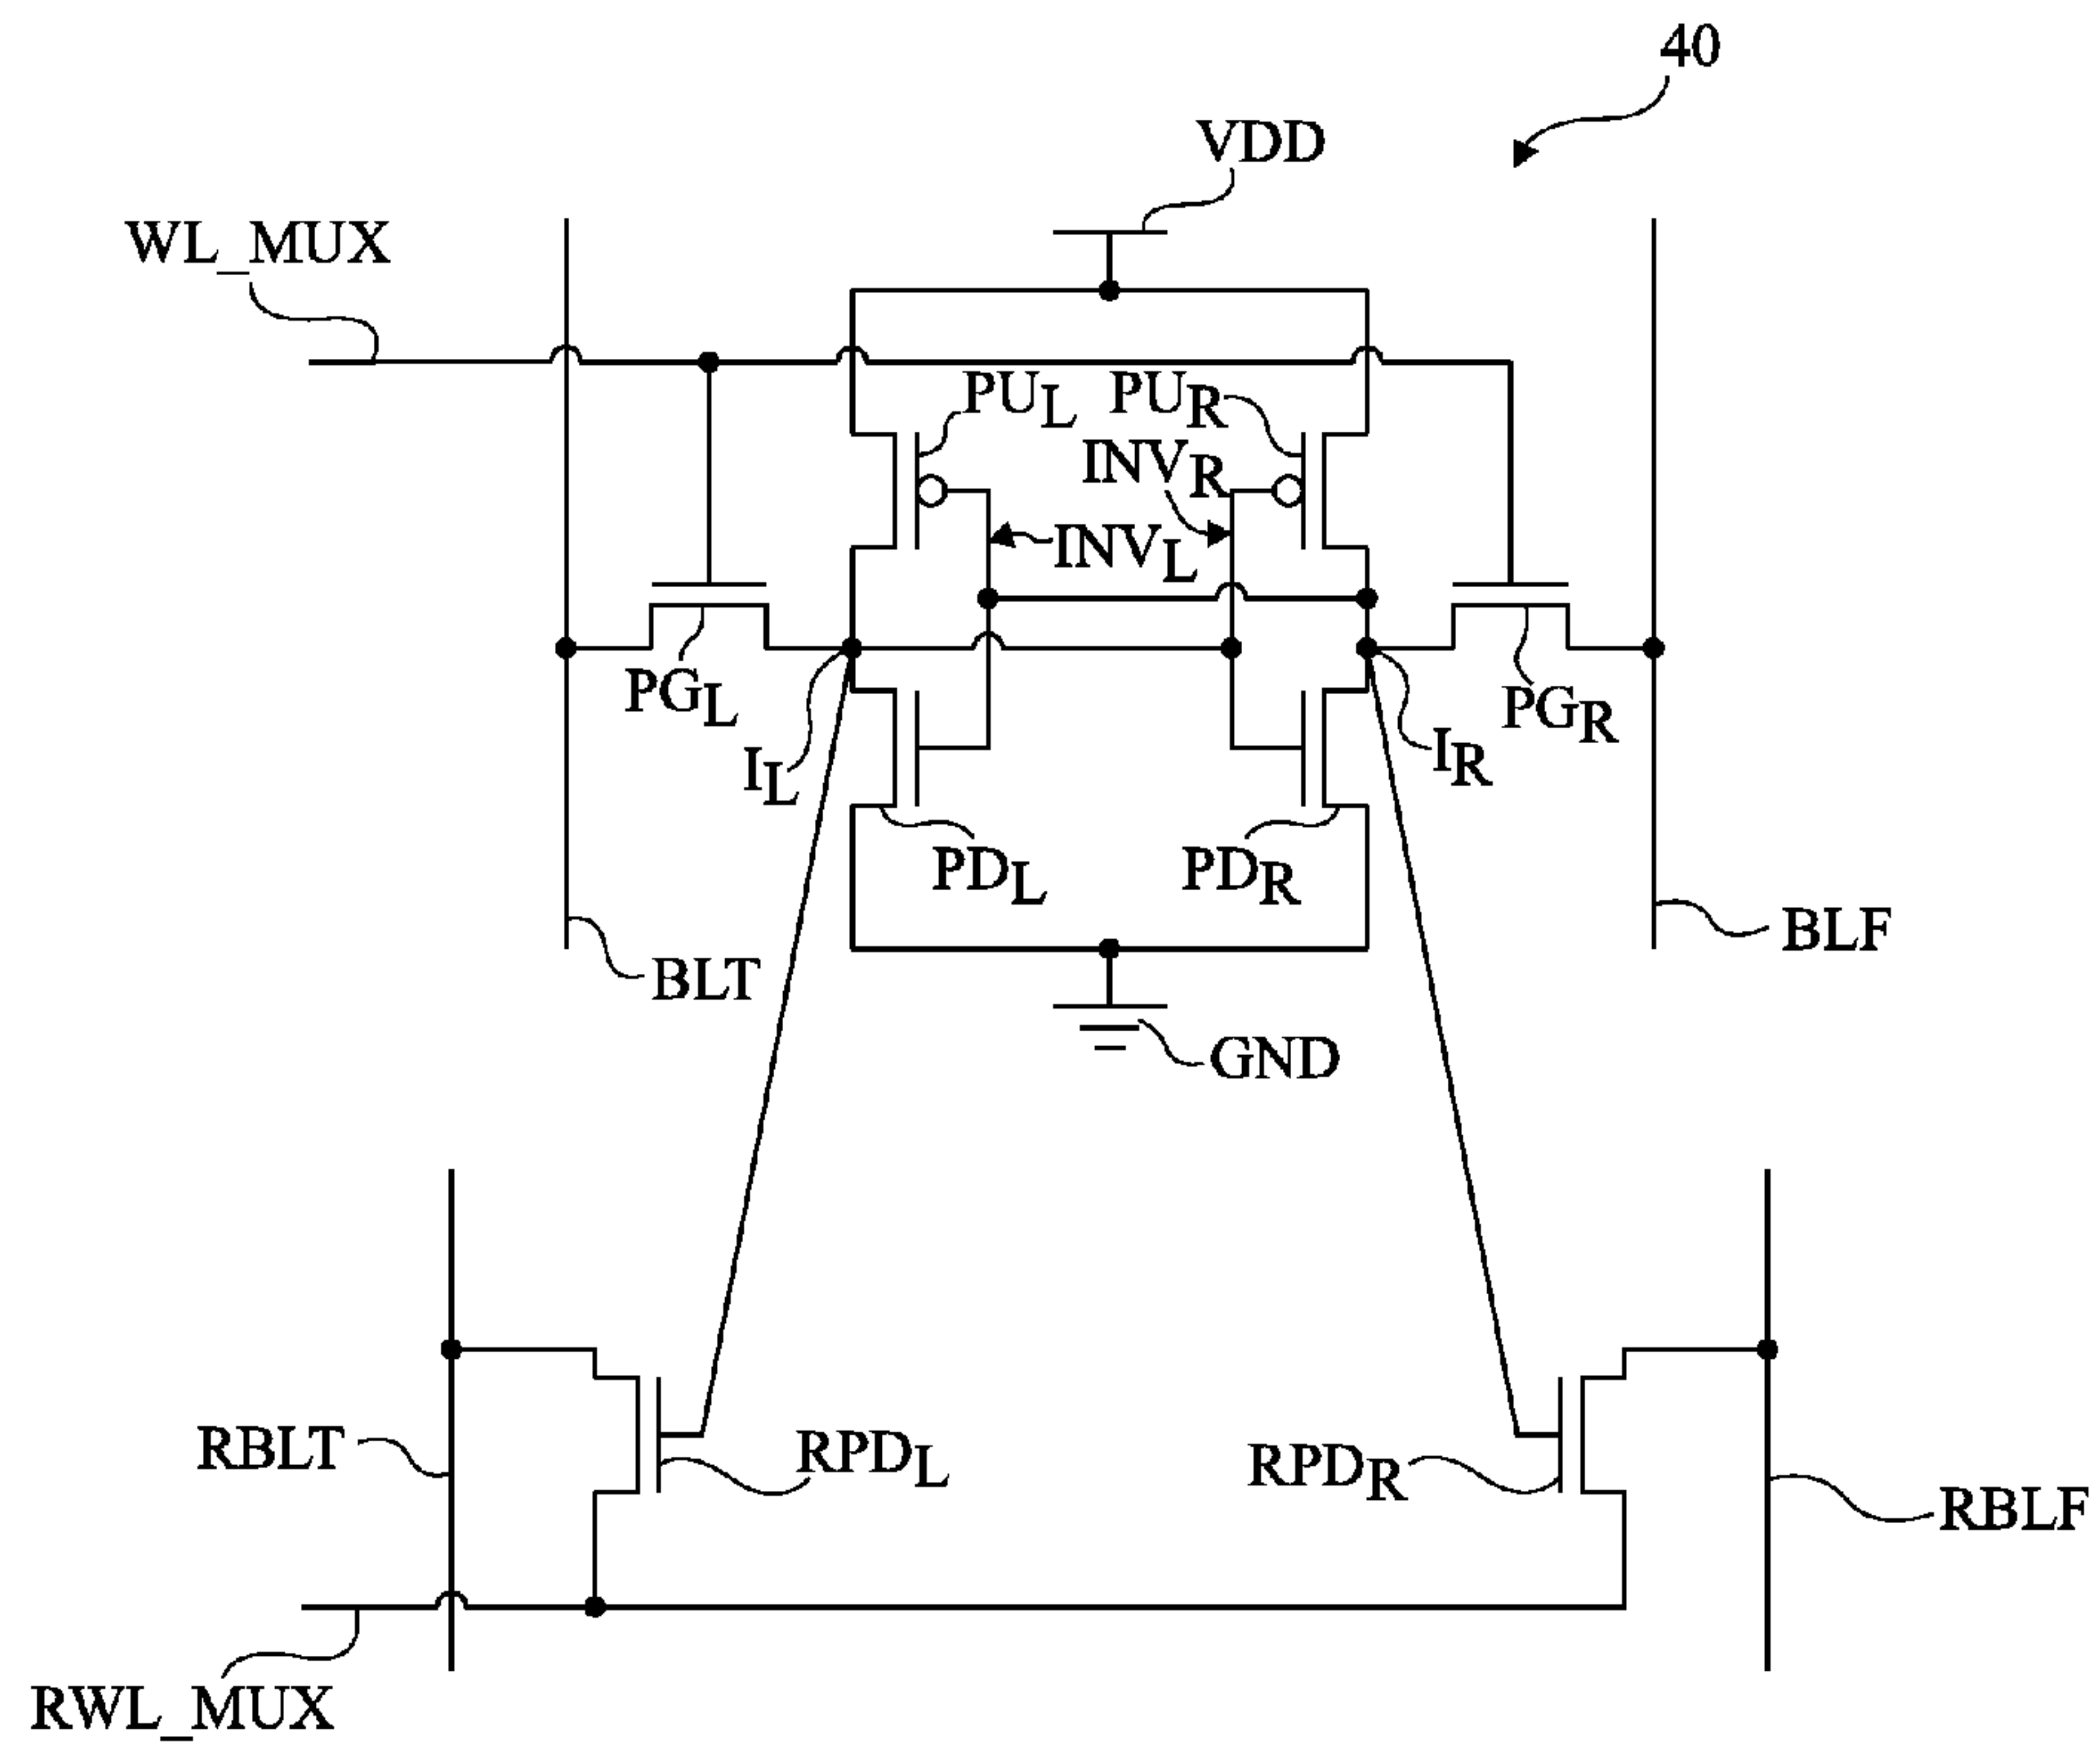 40
VDD
WL_MUX
PUL
PUR
INVR
INVL
PGL
PGR
IL
IR
PDL
PDR
BLT
BLF
GND
RBLT
RPDL
RPDR
RBLF
RWL_MUX